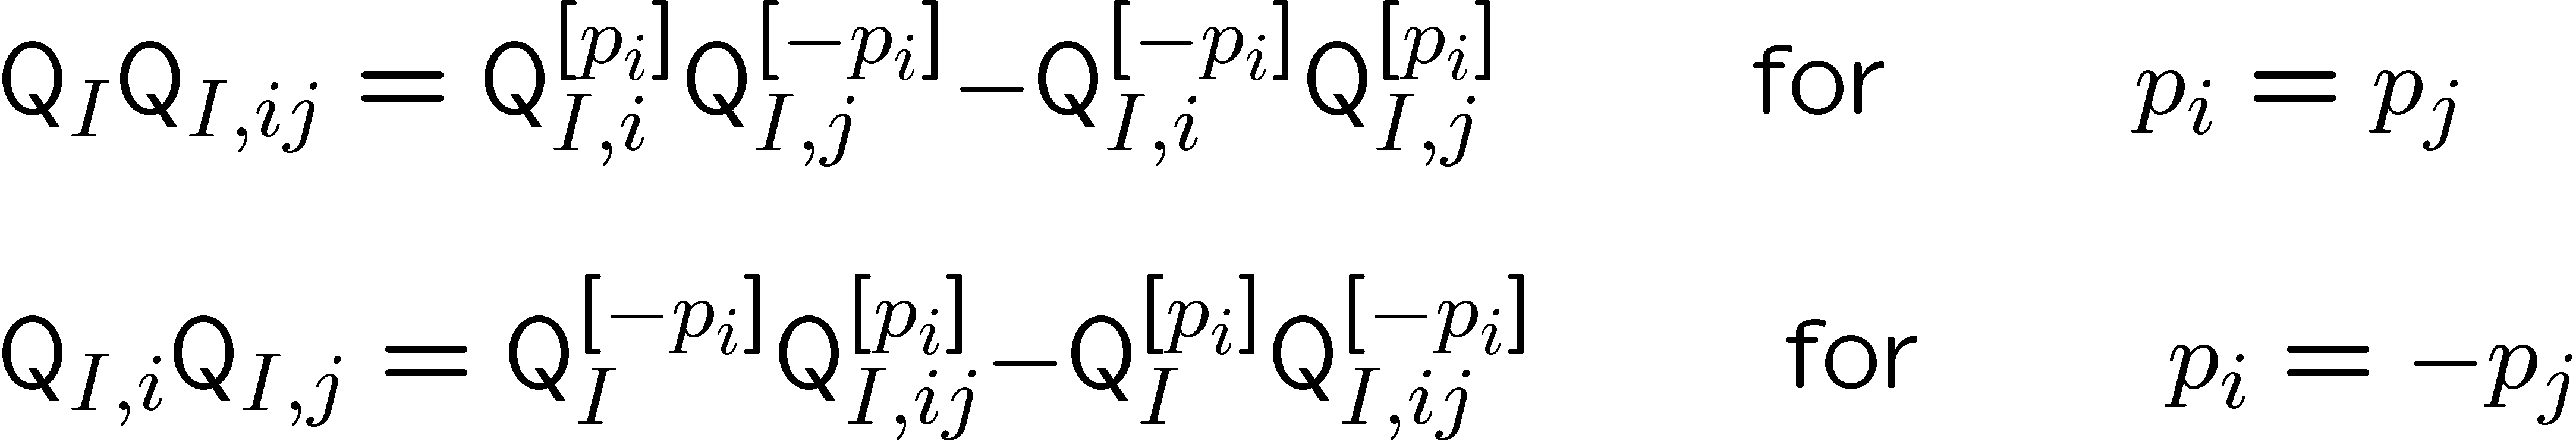 Q_I Q_{I,ij} = Q_{I,i}^{[p_i]} Q_{I,j}^{[-p_i]} − Q_{I,i}^{[-p_i]} Q_{I,j}^{[p_i]} for p_i = p_j
Q_{I,i} Q_{I,j} = Q_I^{[-p_i]} Q_{I,ij}^{[p_i]} − Q_I^{[p_i]} Q_{I,ij}^{[-p_i]} for p_i = −p_j